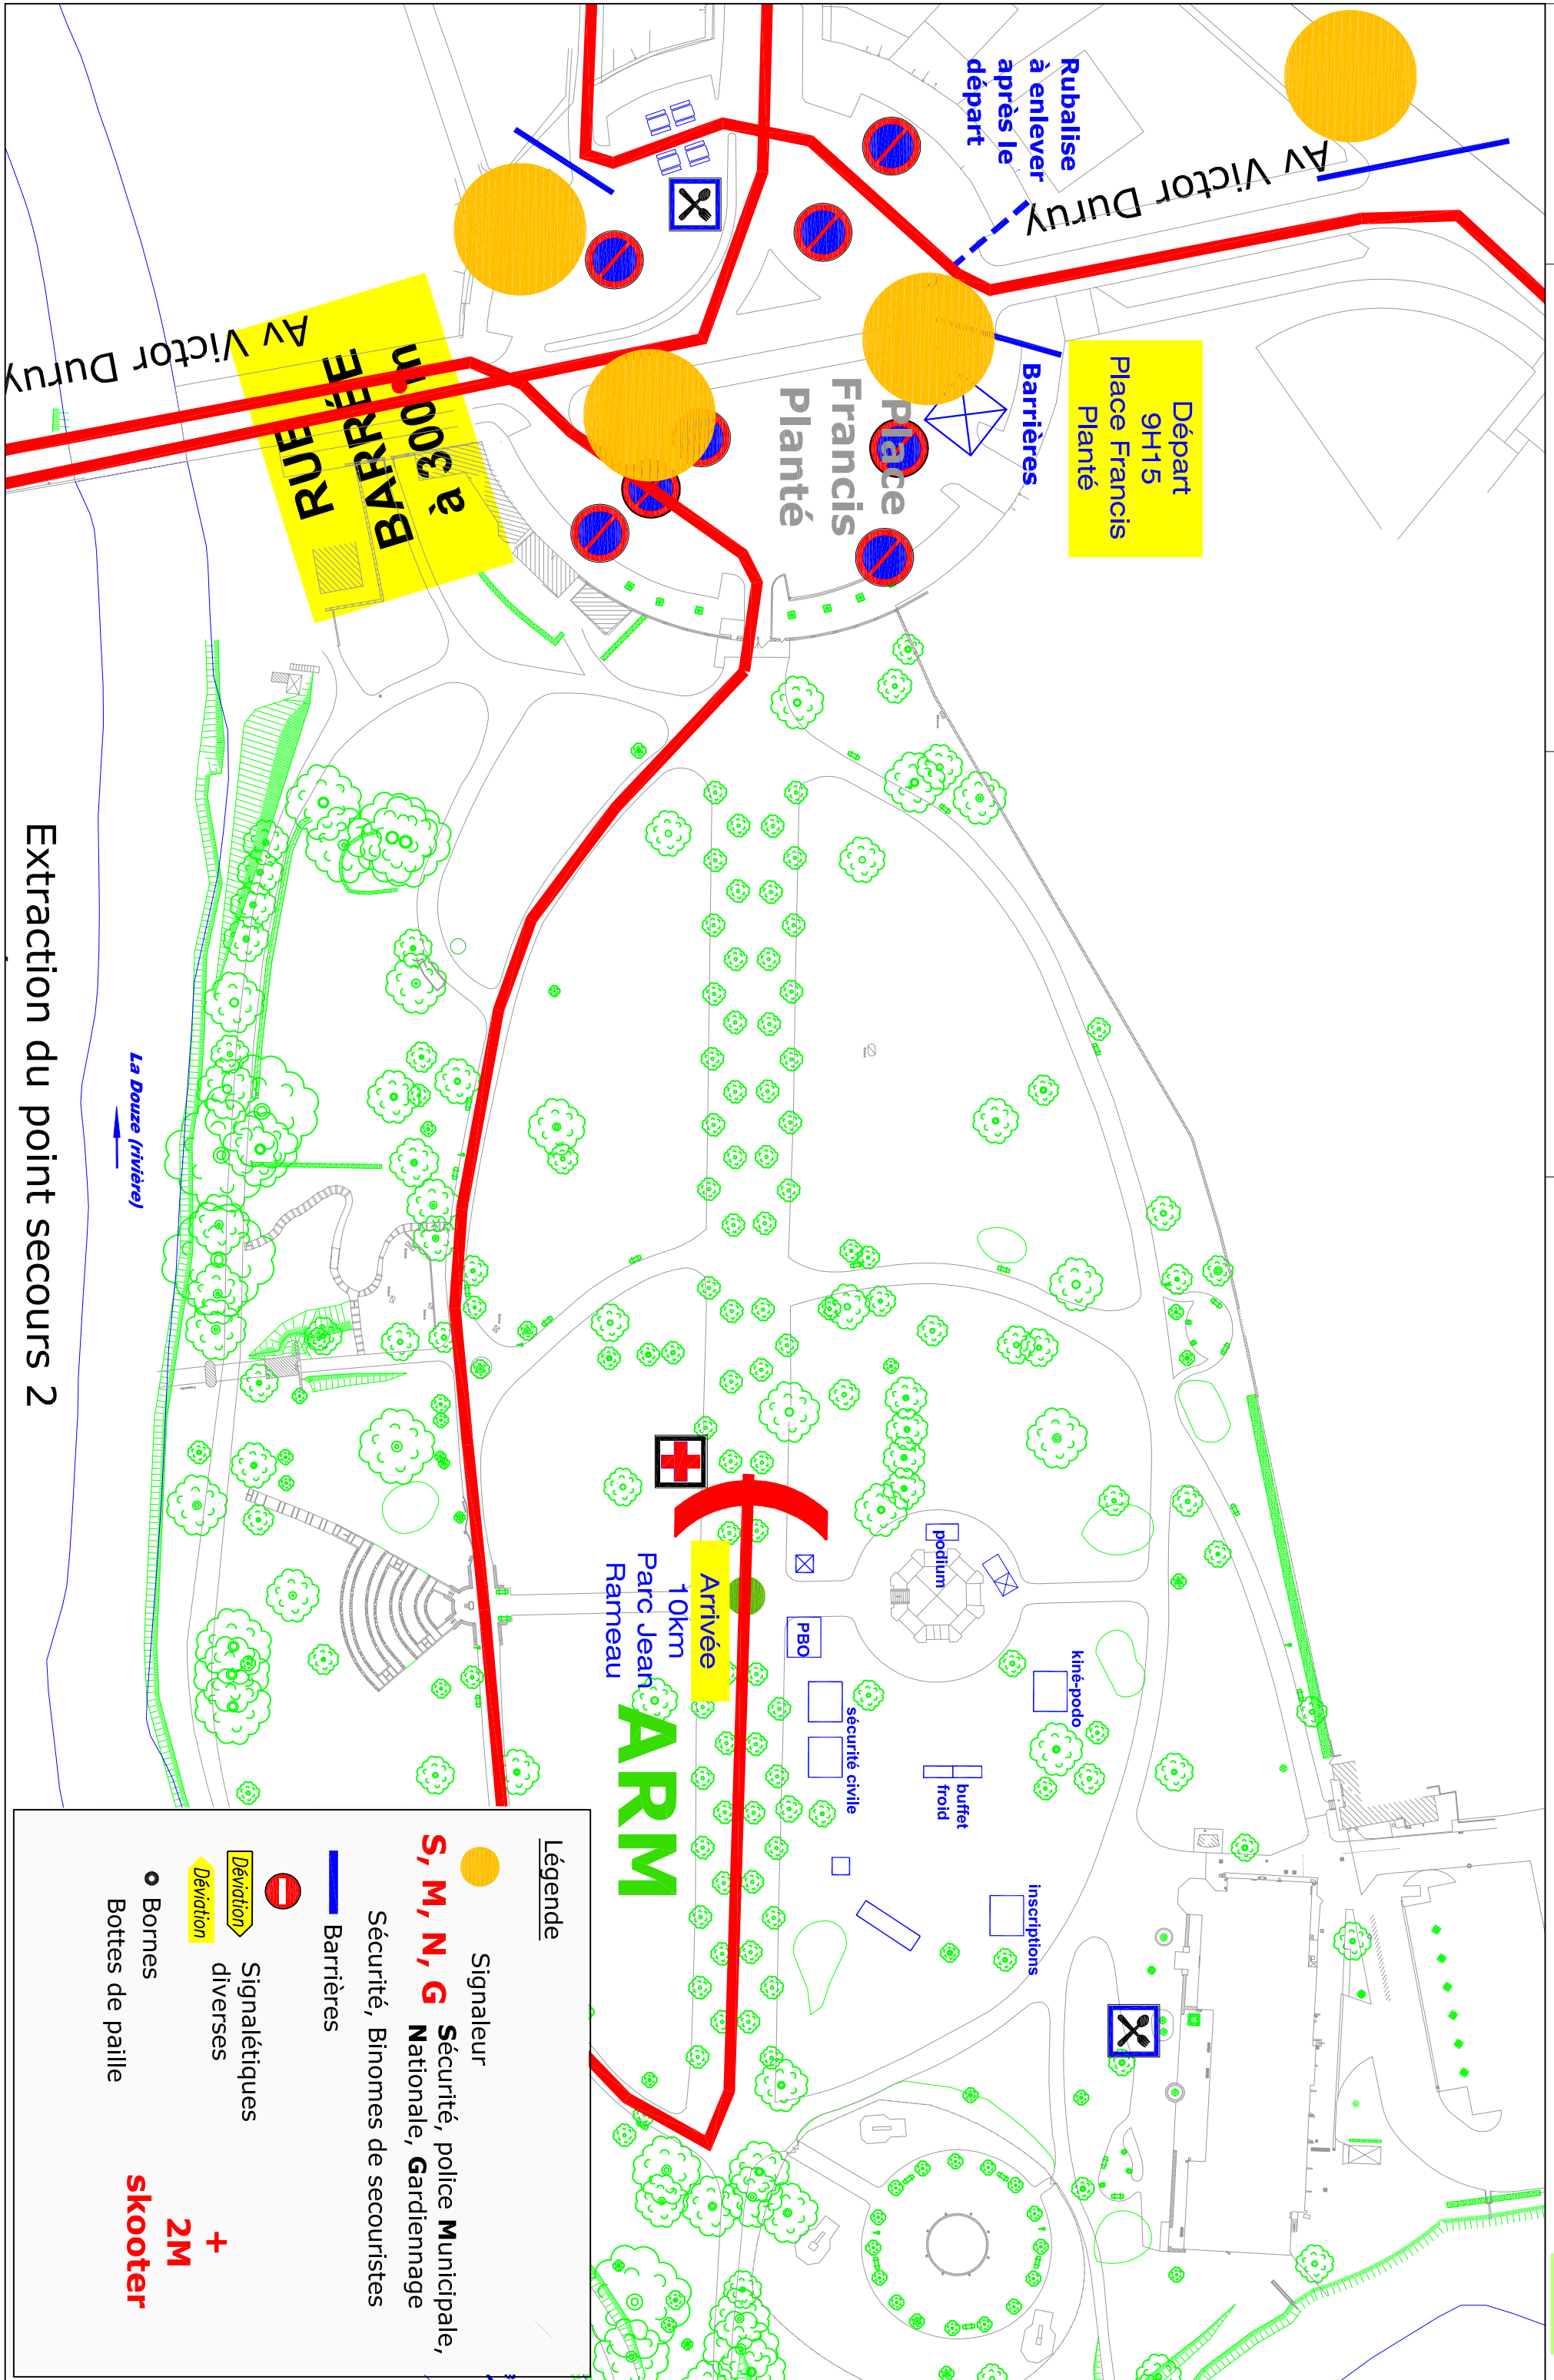 Rubalise
à enlever
après le
départ
Av Victor Duruy
Av Victor Duruy
RUE
BARRÉE
à 300 m
Place
Francis
Planté
Barrières
Départ
9H15
Place Francis
Planté
Extraction du point secours 2
La Douze (rivière)
Arrivée
10km
Parc Jean
Rameau
ARM
podium
PBO
sécurité civile
kiné-podo
buffet
froid
inscriptions
Légende
Signaleur
S, M, N, G
Sécurité, police Municipale,
Nationale, Gardiennage
Sécurité, Binomes de secouristes
Barrières
Déviation
Déviation
Signalétiques
diverses
Bornes
Bottes de paille
+
2M
skooter